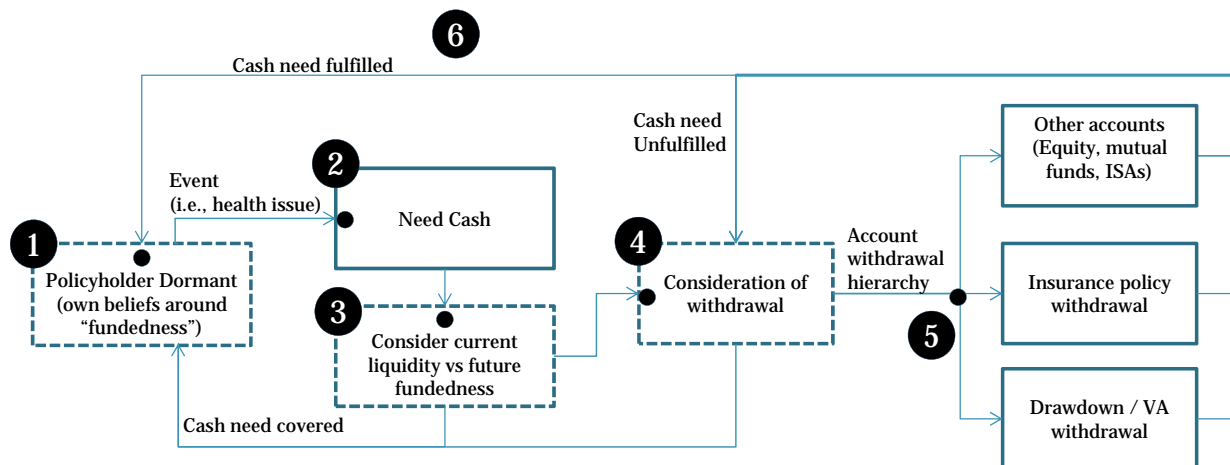 6
Cash need fulfilled
Cash need
Unfulfilled
Other accounts
(Equity, mutual
funds, ISAs)
2
Event
(i.e., health issue)
Need Cash
1
Policyholder Dormant
(own beliefs around
“fundedness”)
4
Consideration of
withdrawal
Account
withdrawal
hierarchy
Insurance policy
withdrawal
3
Consider current
liquidity vs future
fundedness
5
Cash need covered
Drawdown / VA
withdrawal